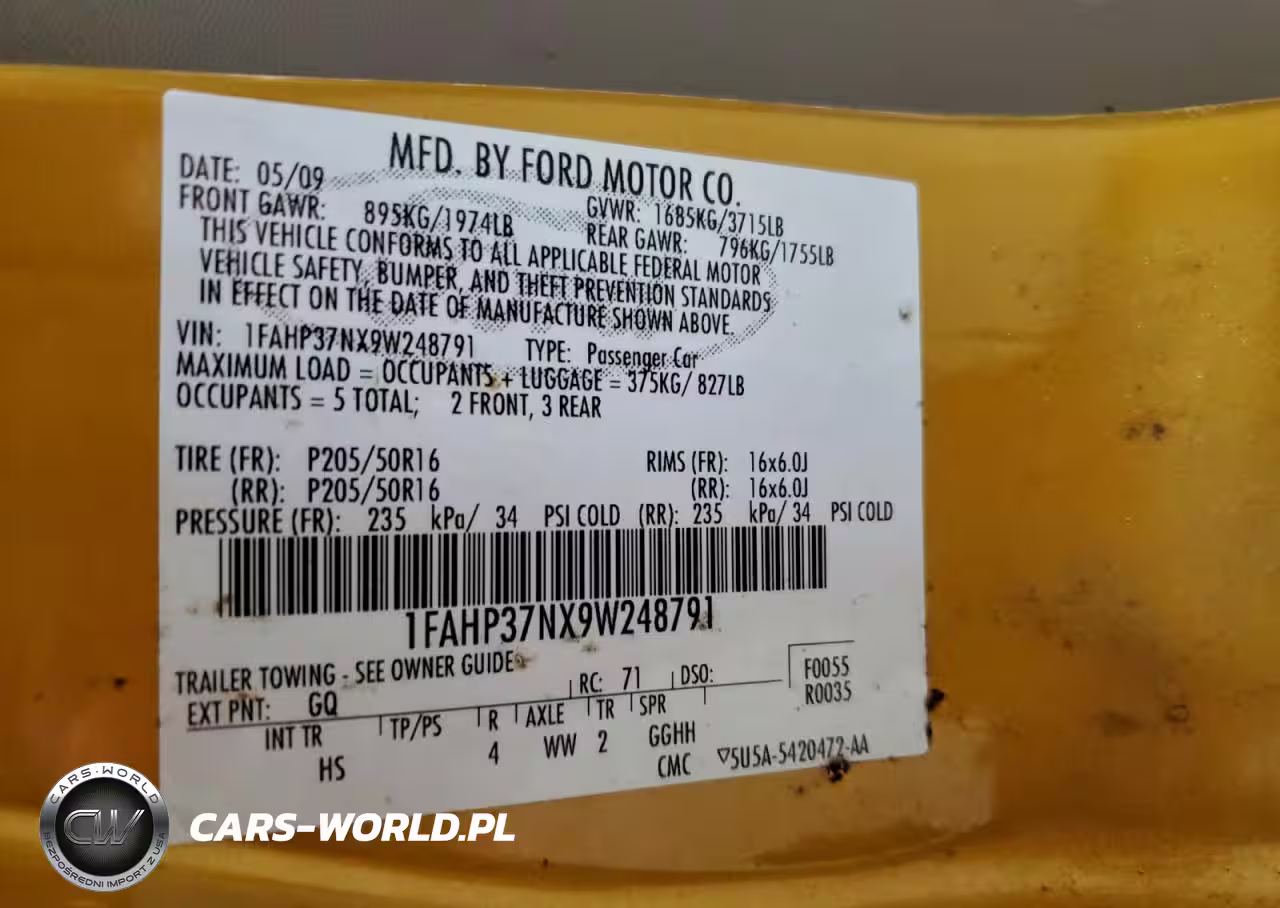 MFD. BY FORD MOTOR CO.
DATE: 05/09 GVWR: 1685KG/3715LB
FRONT GAWR: 895KG/1974LB REAR GAWR: 796KG/1755LB
THIS VEHICLE CONFORMS TO ALL APPLICABLE FEDERAL MOTOR
VEHICLE SAFETY, BUMPER, AND THEFT PREVENTION STANDARDS
IN EFFECT ON THE DATE OF MANUFACTURE SHOWN ABOVE.
VIN: 1FAHP37NX9W248791 TYPE: Passenger Car
MAXIMUM LOAD = OCCUPANTS + LUGGAGE = 375KG/ 827LB
OCCUPANTS = 5 TOTAL; 2 FRONT, 3 REAR
TIRE (FR): P205/50R16 RIMS (FR): 16x6.0J
(RR): P205/50R16 (RR): 16x6.0J
PRESSURE (FR): 235 kPa/ 34 PSI COLD (RR): 235 kPa/ 34 PSI COLD
1FAHP37NX9W248791
TRAILER TOWING - SEE OWNER GUIDE
EXT PNT: GQ RC: 71 DSO: F0055
R0035
INT TR TP/PS R AXLE TR SPR
HS 4 WW 2 GGHH
CMC ▽5U5A-5420472-AA
CARS-WORLD
CW
BEZPOŚREDNI IMPORT Z USA
CARS-WORLD.PL